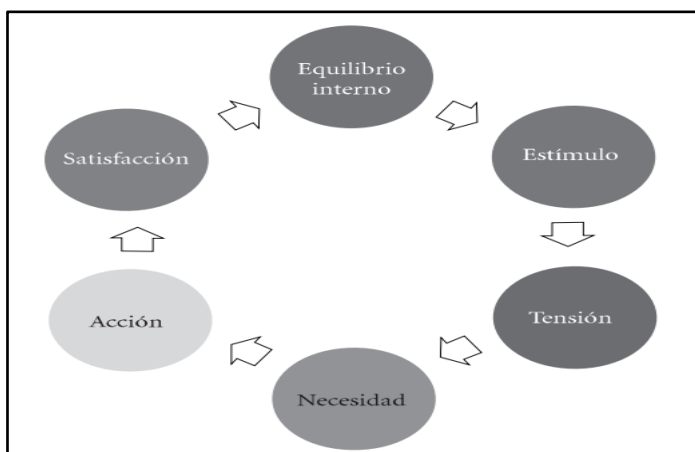 Equilibrio
interno
Estímulo
Tensión
Necesidad
Acción
Satisfacción